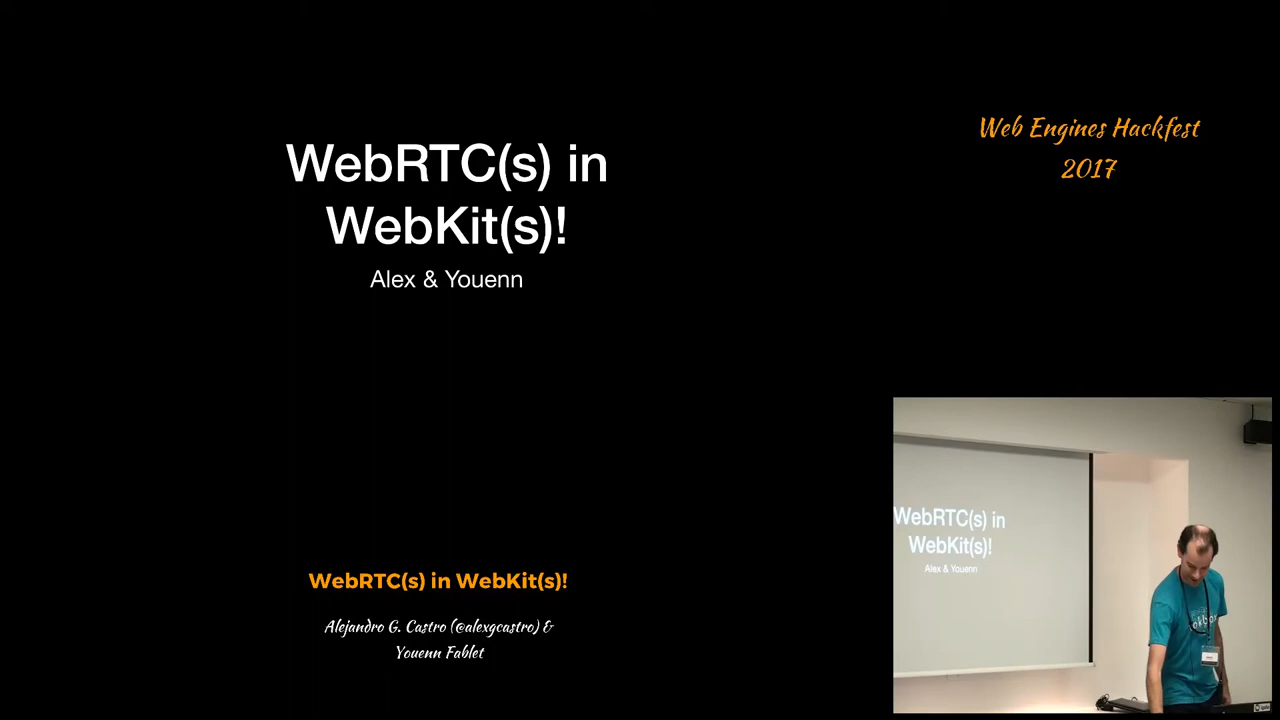 WebRTC(s) in
WebKit(s)!
Alex & Youenn
Web Engines Hackfest
2017
WebRTC(s) in
WebKit(s)!
Alex & Youenn
WebRTC(s) in WebKit(s)!
Alejandro G. Castro (@alexgcastro) &
Youenn Fablet